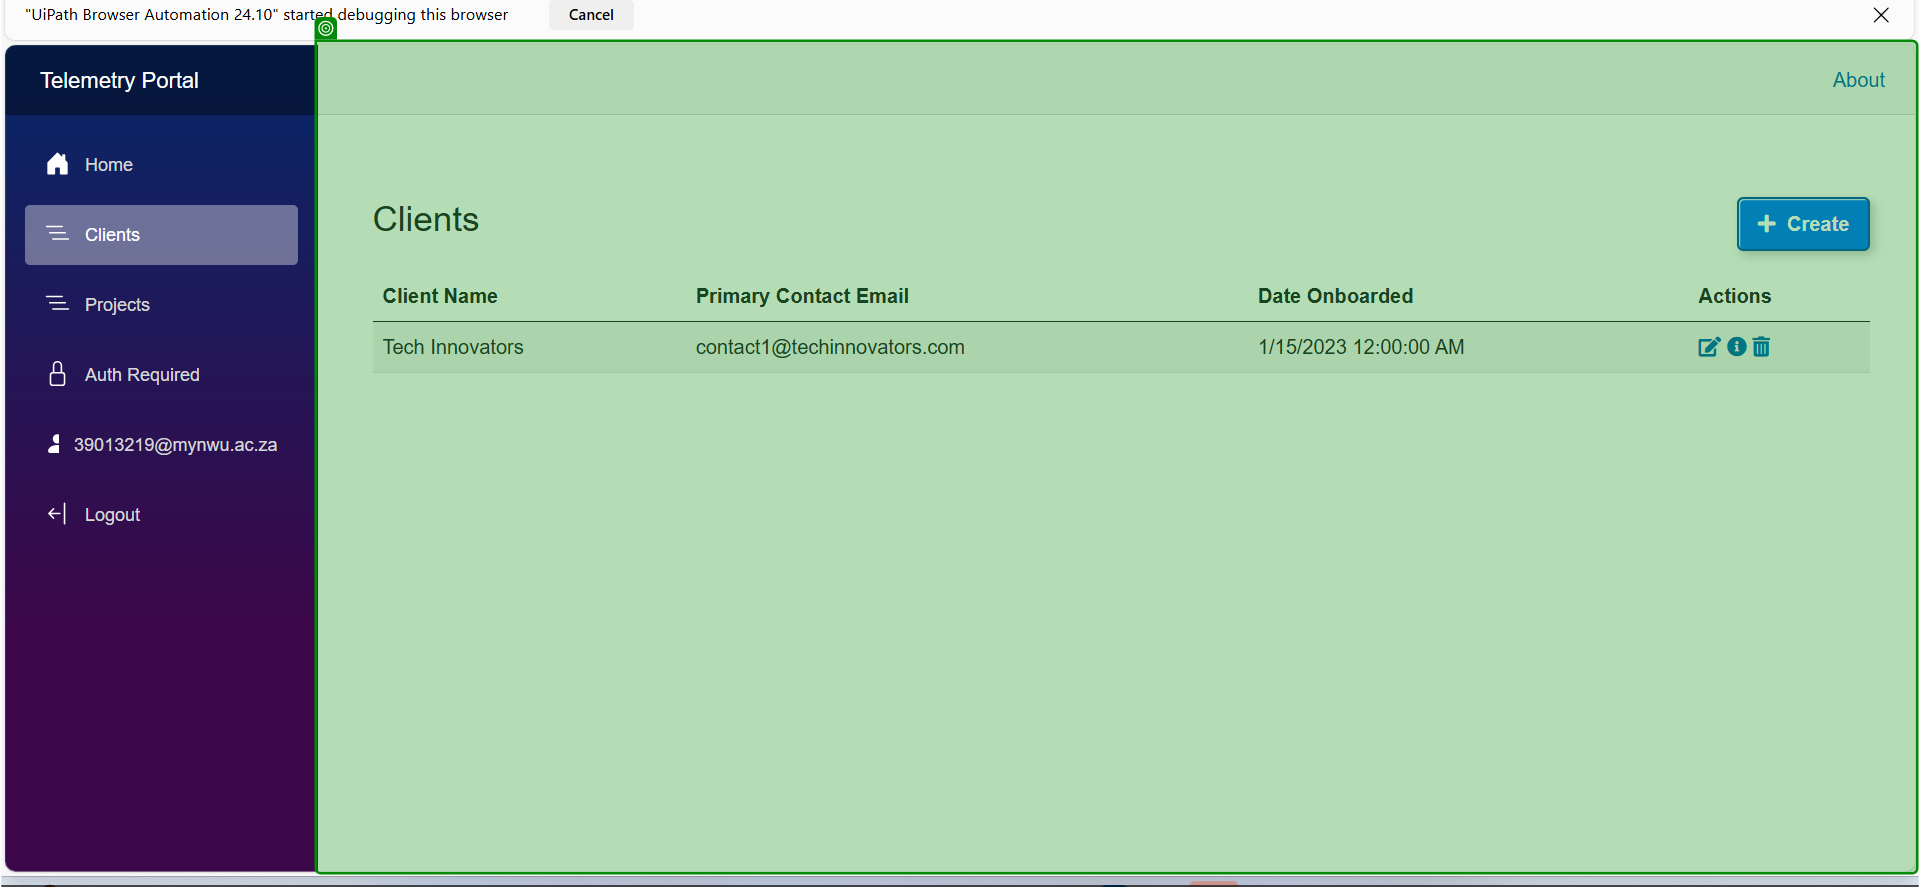 "UiPath Browser Automation 24.10" started debugging this browser
Cancel
Telemetry Portal
About
Home
Clients
Projects
Auth Required
39013219@mynwu.ac.za
Logout
Clients
Create
Client Name Primary Contact Email Date Onboarded Actions
Tech Innovators contact1@techinnovators.com 1/15/2023 12:00:00 AM